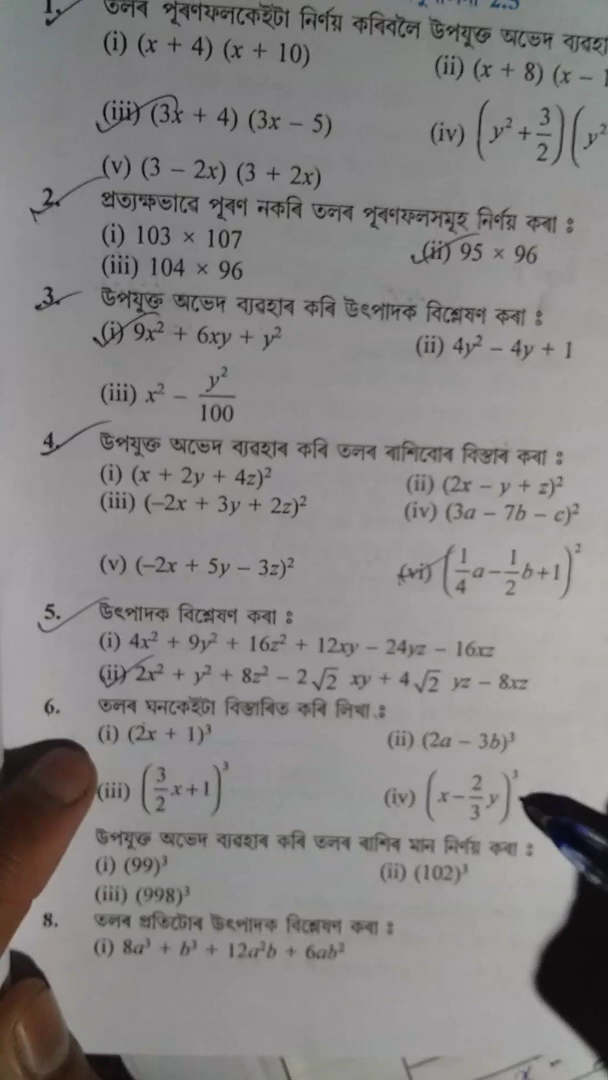 2.5
1. তলৰ পূৰণফলকেইটা নিৰ্ণয় কৰিবলৈ উপযুক্ত অভেদ ব্যৱহা
(i) (x + 4) (x + 10) (ii) (x + 8) (x −
(iii) (3x + 4) (3x − 5) (iv) (y² + 3/2) (y²
(v) (3 − 2x) (3 + 2x)
2. প্ৰত্যক্ষভাৱে পূৰণ নকৰি তলৰ পূৰণফলসমূহ নিৰ্ণয় কৰা :
(i) 103 × 107 (ii) 95 × 96
(iii) 104 × 96
3. উপযুক্ত অভেদ ব্যৱহাৰ কৰি উৎপাদক বিশ্লেষণ কৰা :
(i) 9x² + 6xy + y² (ii) 4y² − 4y + 1
(iii) x² − y²/100
4. উপযুক্ত অভেদ ব্যৱহাৰ কৰি তলৰ ৰাশিবোৰ বিস্তাৰ কৰা :
(i) (x + 2y + 4z)² (ii) (2x − y + z)²
(iii) (−2x + 3y + 2z)² (iv) (3a − 7b − c)²
(v) (−2x + 5y − 3z)² (vi) (1/4 a − 1/2 b + 1)²
5. উৎপাদক বিশ্লেষণ কৰা :
(i) 4x² + 9y² + 16z² + 12xy − 24yz − 16xz
(ii) 2x² + y² + 8z² − 2√2 xy + 4√2 yz − 8xz
6. তলৰ ঘনকেইটা বিস্তাৰিত কৰি লিখা :
(i) (2x + 1)³ (ii) (2a − 3b)³
(iii) (3/2 x + 1)³ (iv) (x − 2/3 y)³
উপযুক্ত অভেদ ব্যৱহাৰ কৰি তলৰ ৰাশিৰ মান নিৰ্ণয় কৰা :
(i) (99)³ (ii) (102)³
(iii) (998)³
8. তলৰ প্ৰতিটোৰ উৎপাদক বিশ্লেষণ কৰা :
(i) 8a³ + b³ + 12a²b + 6ab²